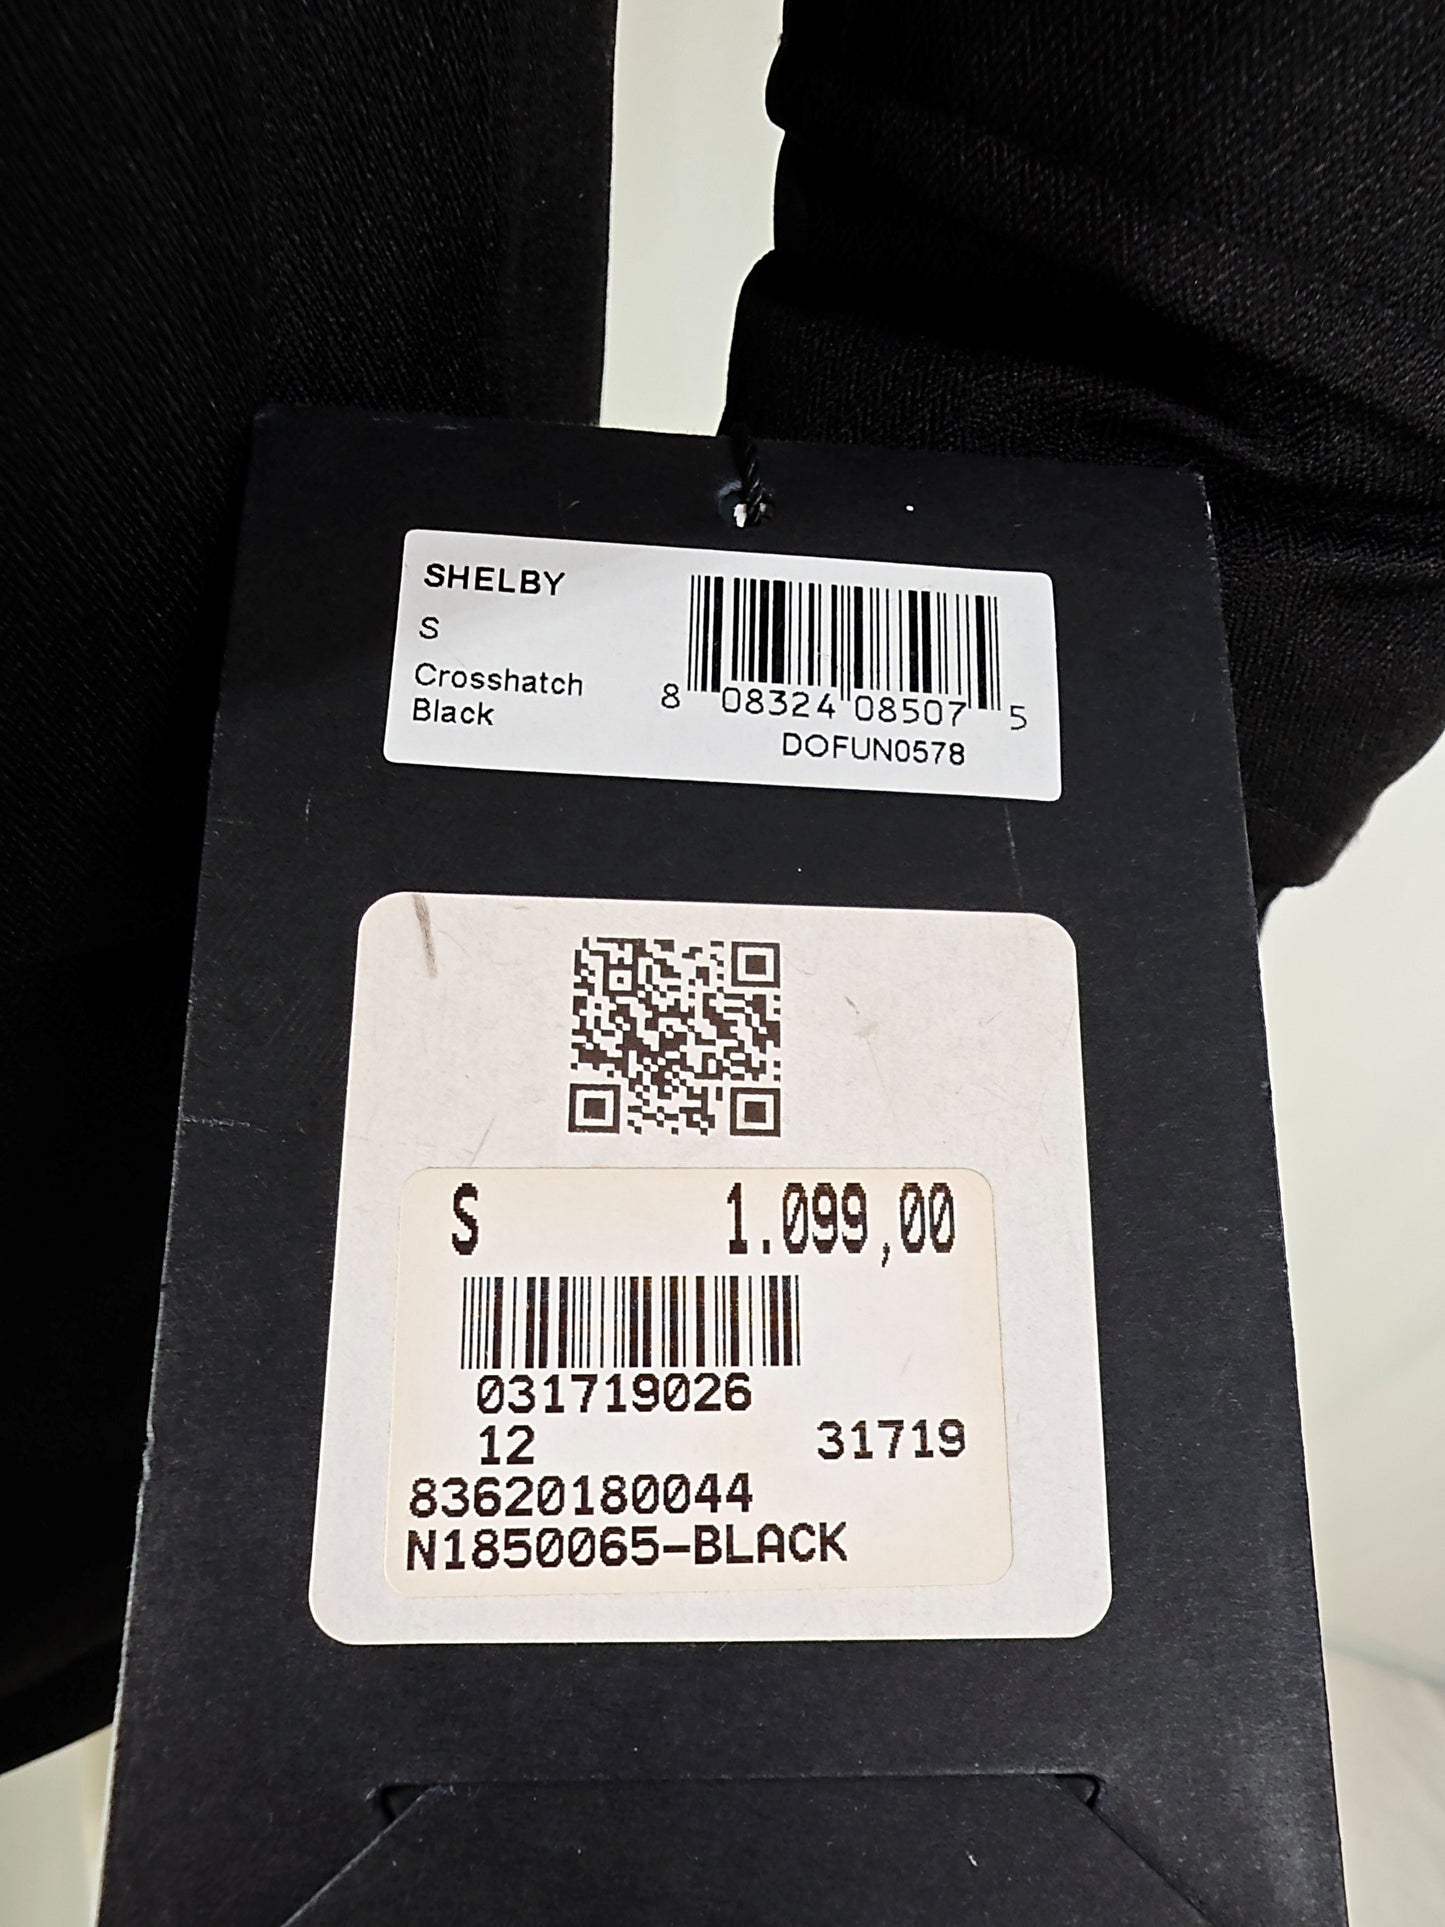 SHELBY
S
Crosshatch
Black
8 08324 08507 5
DOFUN0578
S 1.099,00
031719026
12 31719
83620180044
N1850065-BLACK